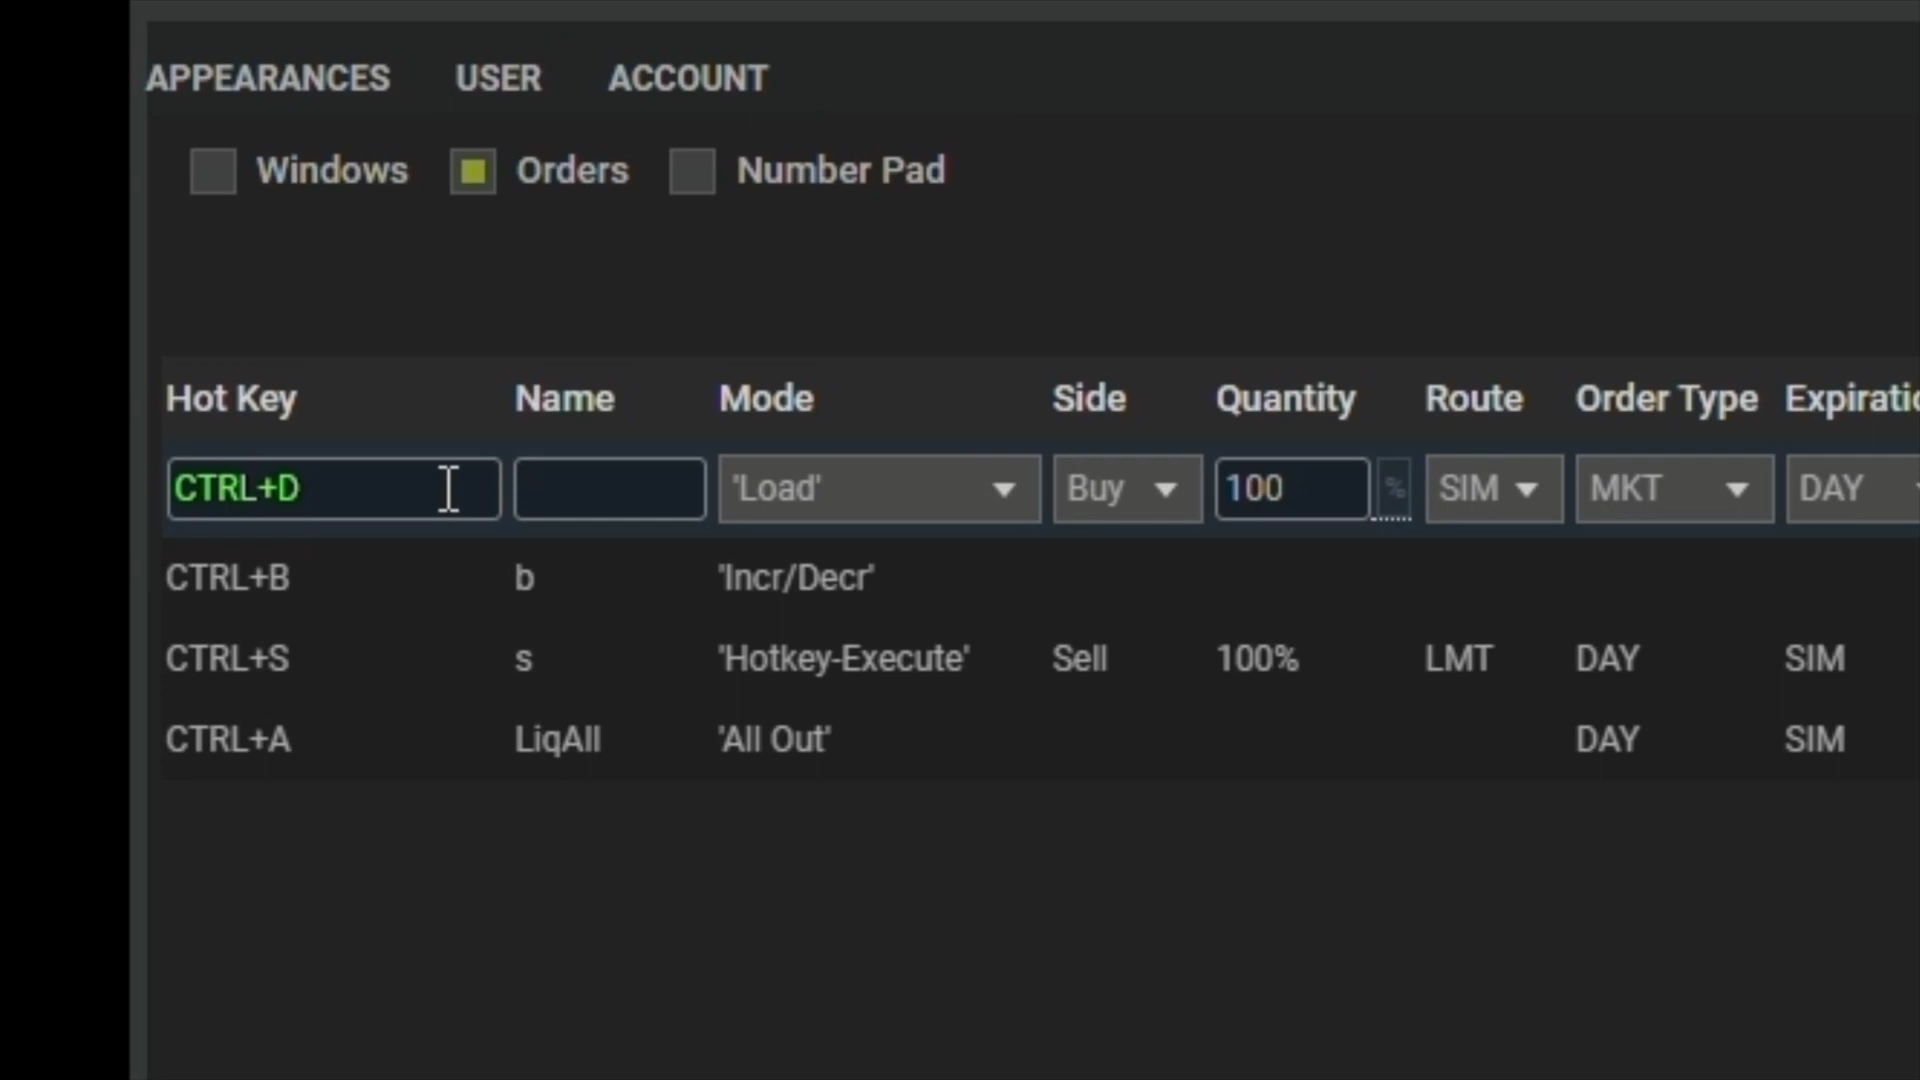 APPEARANCES USER ACCOUNT
Windows Orders Number Pad
Hot Key Name Mode Side Quantity Route Order Type Expiratio
CTRL+D 'Load' Buy 100 % SIM MKT DAY
CTRL+B b 'Incr/Decr'
CTRL+S s 'Hotkey-Execute' Sell 100% LMT DAY SIM
CTRL+A LiqAll 'All Out' DAY SIM